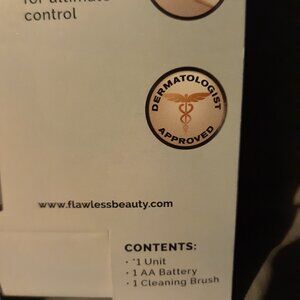 for ultimate
control
DERMATOLOGIST
APPROVED
www.flawlessbeauty.com
CONTENTS:
• *1 Unit
• 1 AA Battery
• 1 Cleaning Brush